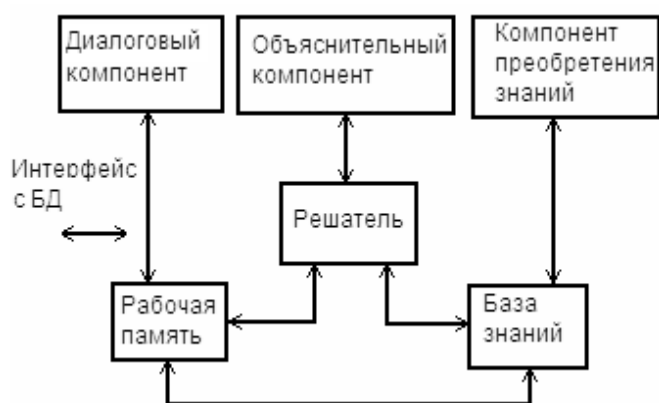 Диалоговый
компонент
Объяснительный
компонент
Компонент
преобретения
знаний
Интерфейс
с БД
Решатель
Рабочая
память
База
знаний